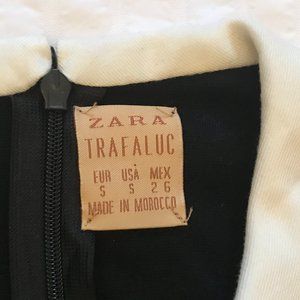 ZARA
TRAFALUC
EUR USA MEX
S S 26
MADE IN MOROCCO